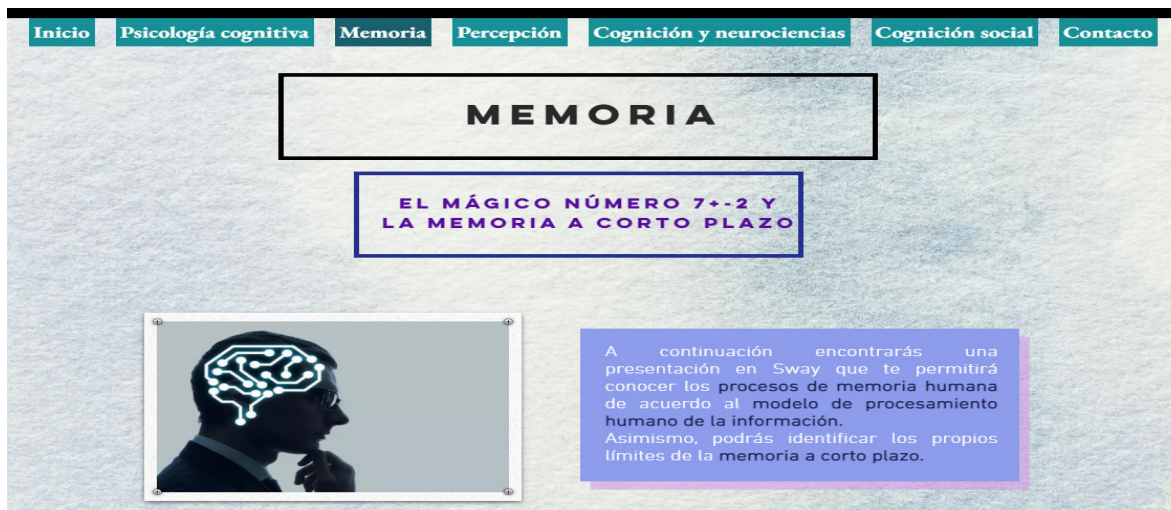 Inicio Psicología cognitiva Memoria Percepción Cognición y neurociencias Cognición social Contacto
MEMORIA
EL MÁGICO NÚMERO 7+-2 Y
LA MEMORIA A CORTO PLAZO
A continuación encontrarás una
presentación en Sway que te permitirá
conocer los procesos de memoria humana
de acuerdo al modelo de procesamiento
humano de la información.
Asimismo, podrás identificar los propios
límites de la memoria a corto plazo.